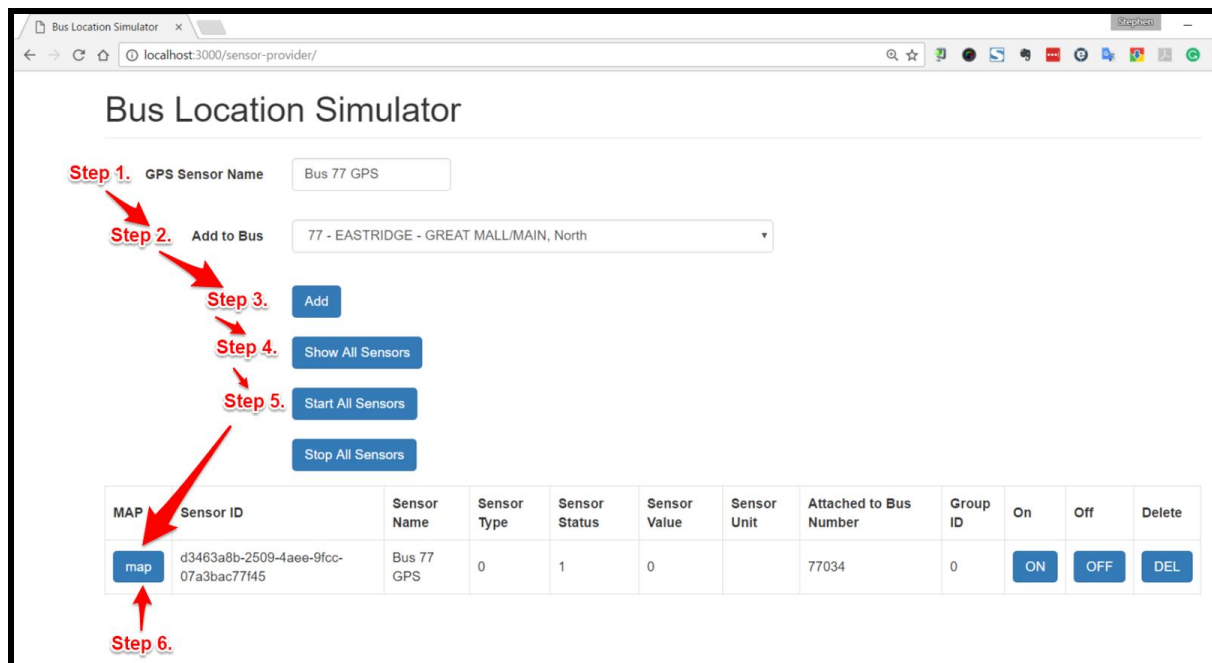 Bus Location Simulator
Stephen
localhost:3000/sensor-provider/
Bus Location Simulator
Step 1. GPS Sensor Name Bus 77 GPS
Step 2. Add to Bus 77 - EASTRIDGE - GREAT MALL/MAIN, North
Step 3. Add
Step 4. Show All Sensors
Step 5. Start All Sensors
Stop All Sensors
MAP Sensor ID Sensor Name Sensor Type Sensor Status Sensor Value Sensor Unit Attached to Bus Number Group ID On Off Delete
map d3463a8b-2509-4aee-9fcc-07a3bac77f45 Bus 77 GPS 0 1 0 77034 0 ON OFF DEL
Step 6.